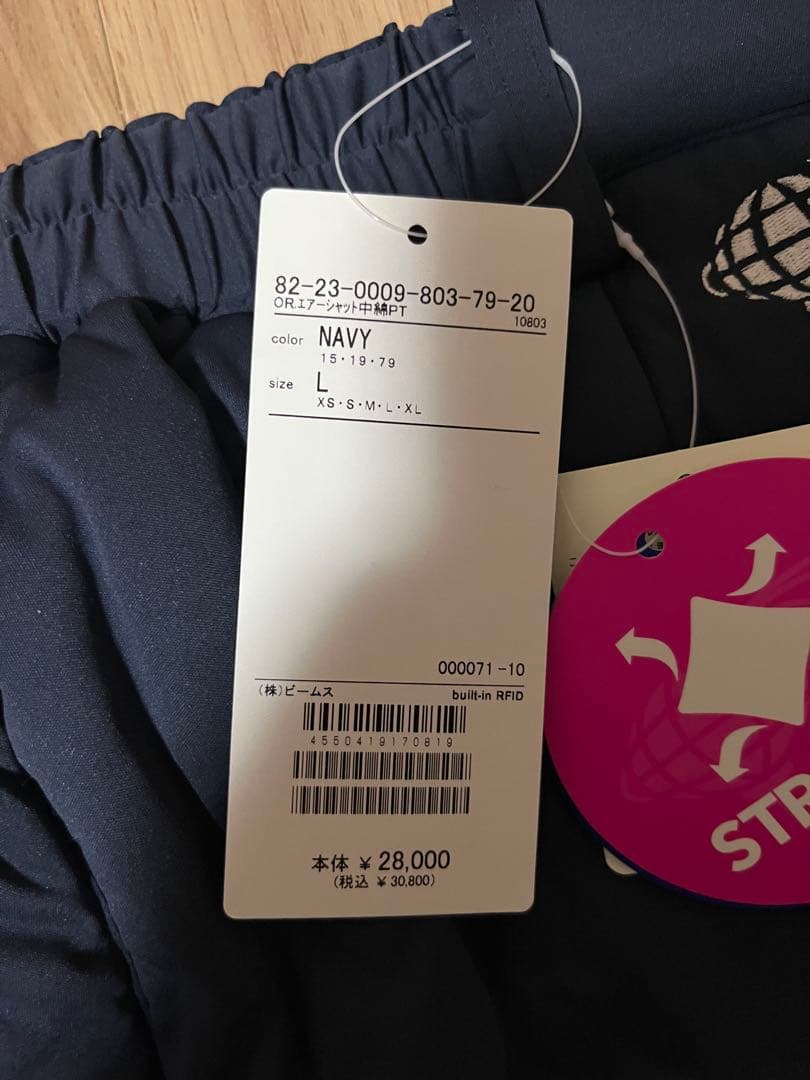 82-23-0009-803-79-20
OR.エアーシャット中綿PT
10803
color NAVY
15・19・79
size L
XS・S・M・L・XL
000071-10
(株)ビームス
built-in RFID
4550419170819
本体 ¥28,000
(税込 ¥30,800)